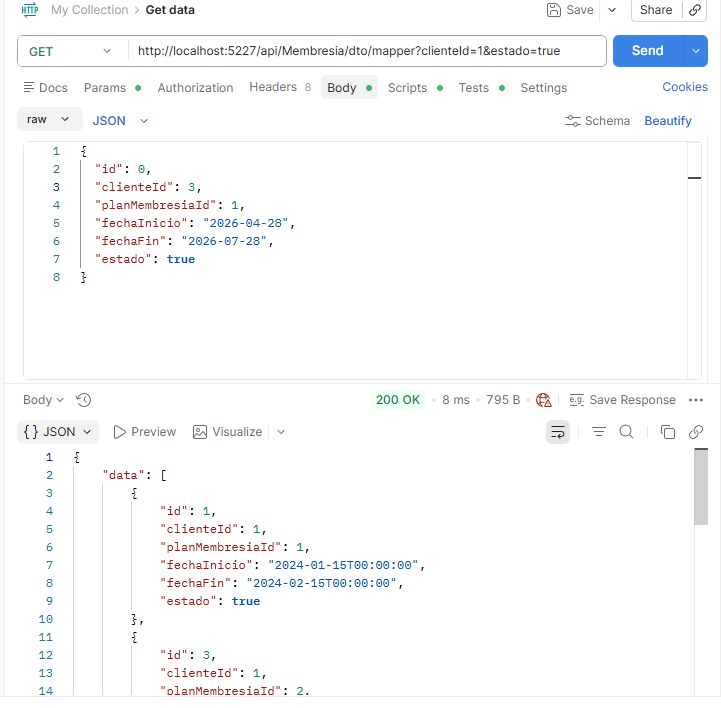 HTTP My Collection > Get data Save Share
GET http://localhost:5227/api/Membresia/dto/mapper?clienteId=1&estado=true Send
Docs Params Authorization Headers 8 Body Scripts Tests Settings Cookies
raw JSON Schema Beautify
1 {
2 "id": 0,
3 "clienteId": 3,
4 "planMembresiaId": 1,
5 "fechaInicio": "2026-04-28",
6 "fechaFin": "2026-07-28",
7 "estado": true
8 }
Body 200 OK • 8 ms • 795 B • e.g. Save Response
{} JSON Preview Visualize
1 {
2 "data": [
3 {
4 "id": 1,
5 "clienteId": 1,
6 "planMembresiaId": 1,
7 "fechaInicio": "2024-01-15T00:00:00",
8 "fechaFin": "2024-02-15T00:00:00",
9 "estado": true
10 },
11 {
12 "id": 3,
13 "clienteId": 1,
14 "planMembresiaId": 2,